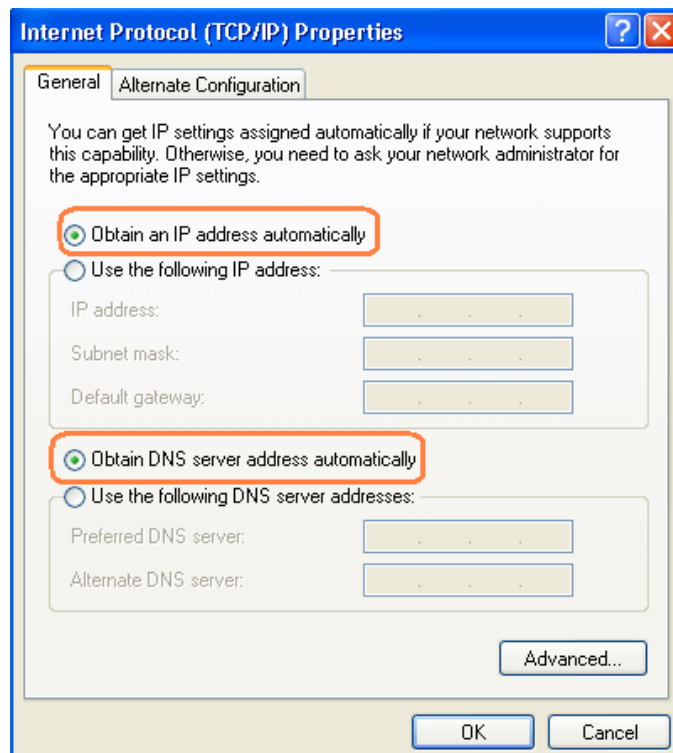 Internet Protocol (TCP/IP) Properties
General
Alternate Configuration
You can get IP settings assigned automatically if your network supports
this capability. Otherwise, you need to ask your network administrator for
the appropriate IP settings.
Obtain an IP address automatically
Use the following IP address:
IP address:
Subnet mask:
Default gateway:
Obtain DNS server address automatically
Use the following DNS server addresses:
Preferred DNS server:
Alternate DNS server:
Advanced...
OK
Cancel